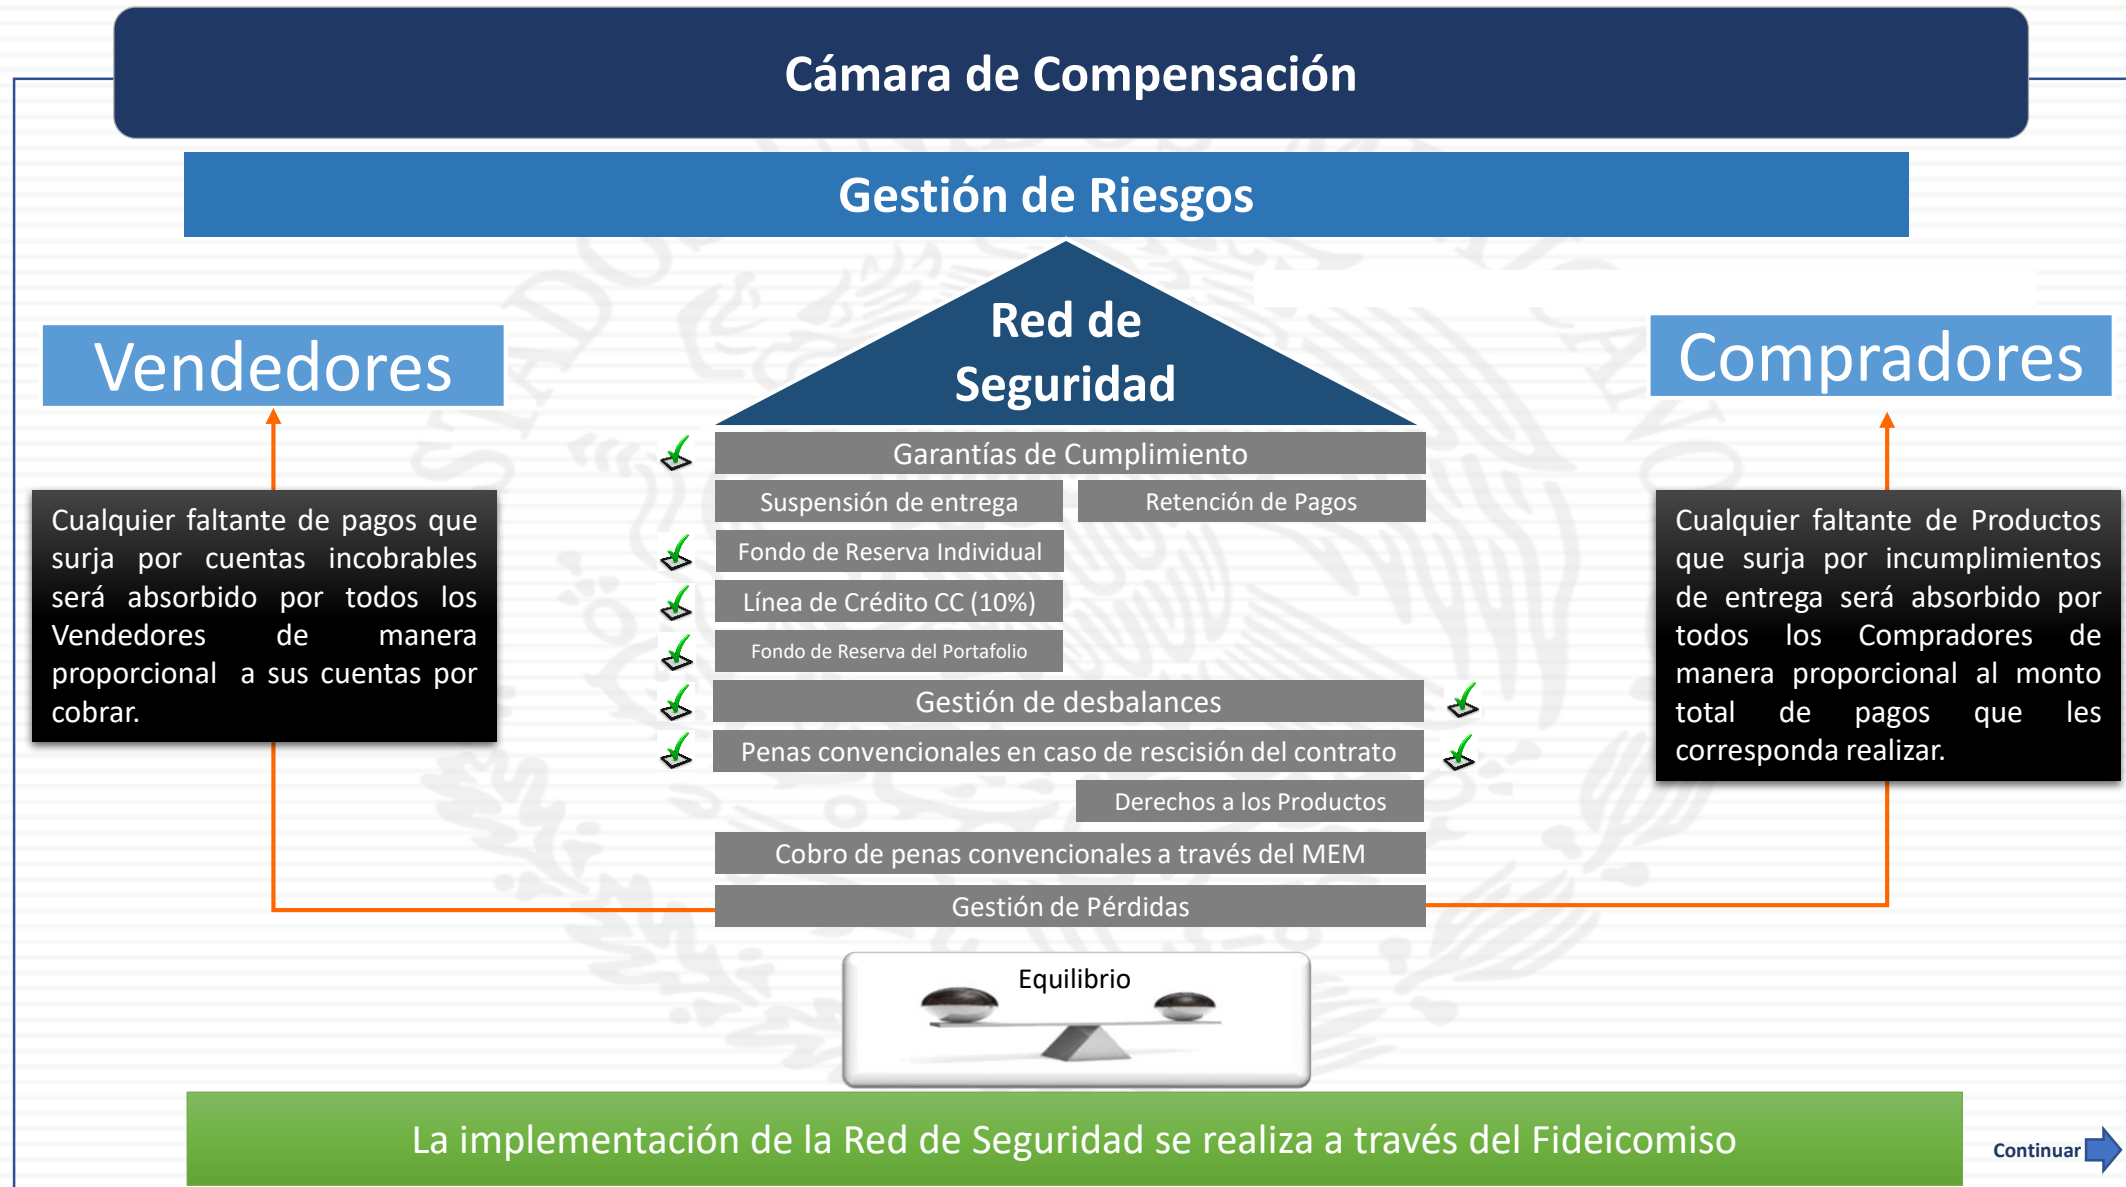 Cámara de Compensación
Gestión de Riesgos
Red de
Seguridad
Vendedores
Cualquier faltante de pagos que
surja por cuentas incobrables
será absorbido por todos los
Vendedores de manera
proporcional a sus cuentas por
cobrar.
Garantías de Cumplimiento
Suspensión de entrega
Retención de Pagos
Fondo de Reserva Individual
Línea de Crédito CC (10%)
Fondo de Reserva del Portafolio
Gestión de desbalances
Penas convencionales en caso de rescisión del contrato
Derechos a los Productos
Cobro de penas convencionales a través del MEM
Gestión de Pérdidas
Compradores
Cualquier faltante de Productos
que surja por incumplimientos
de entrega será absorbido por
todos los Compradores de
manera proporcional al monto
total de pagos que les
corresponda realizar.
Equilibrio
La implementación de la Red de Seguridad se realiza a través del Fideicomiso
Continuar